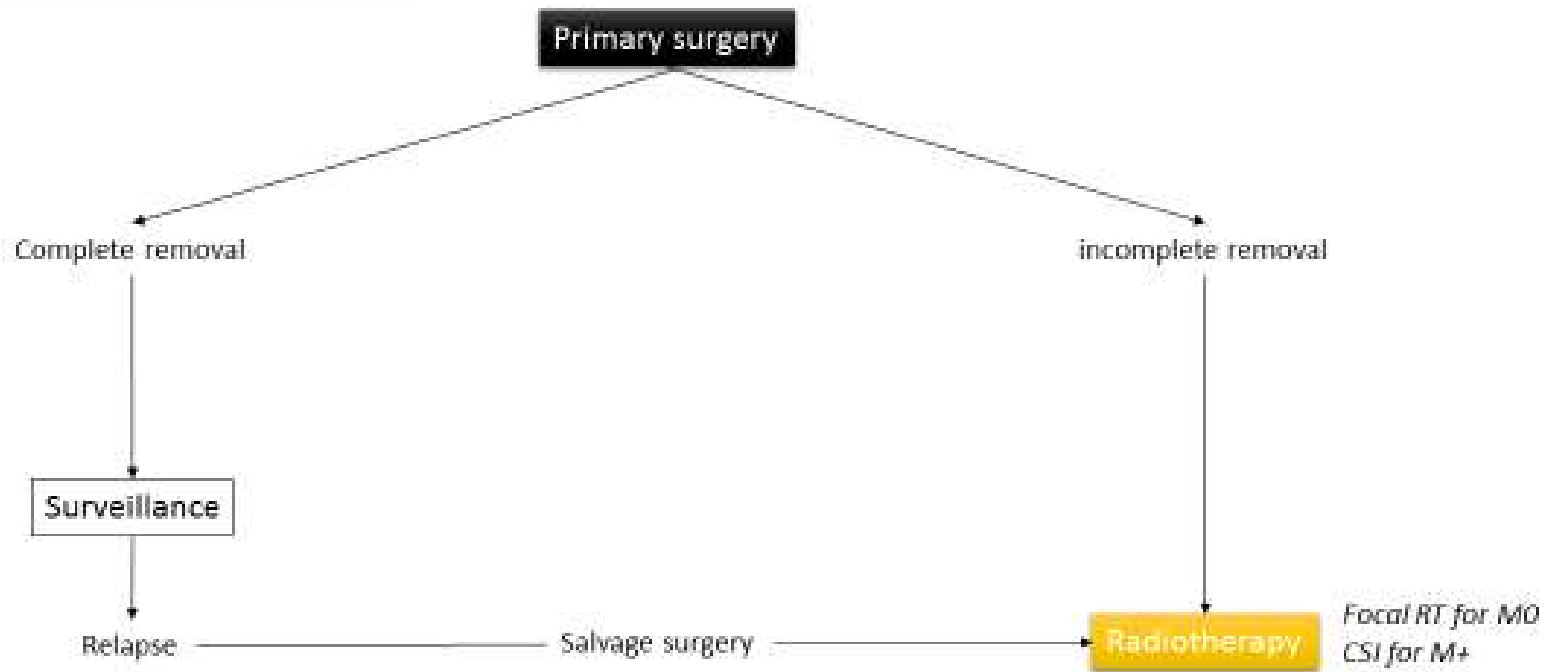 Primary surgery
Complete removal
incomplete removal
Surveillance
Relapse
Salvage surgery
Radiotherapy
Focal RT for M0
CSI for M+